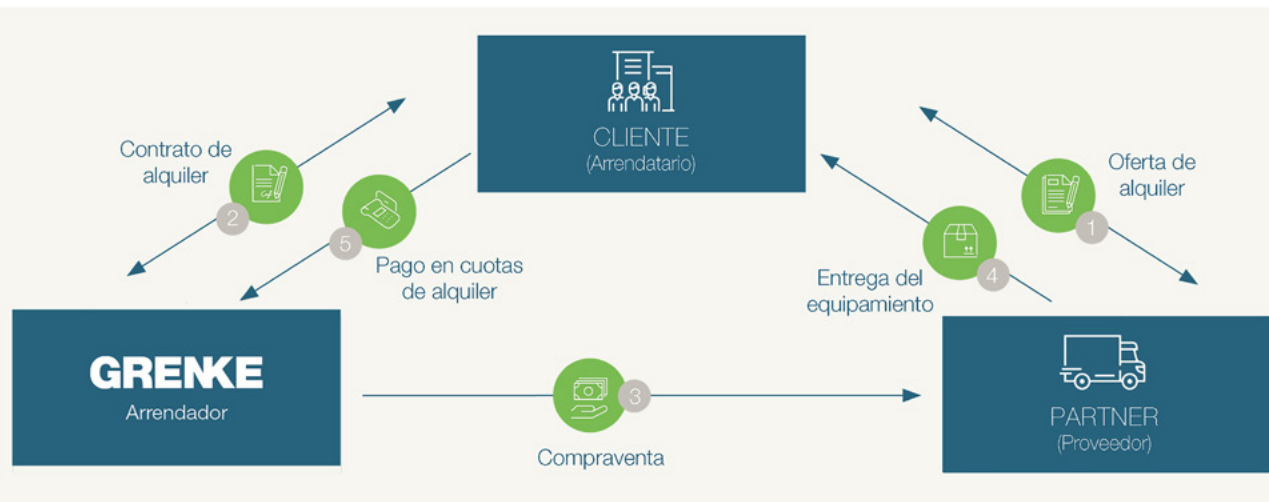 CLIENTE
(Arrendatario)
Contrato de
alquiler
2
5
Pago en cuotas
de alquiler
Oferta de
alquiler
1
4
Entrega del
equipamiento
GRENKE
Arrendador
3
Compraventa
PARTNER
(Proveedor)